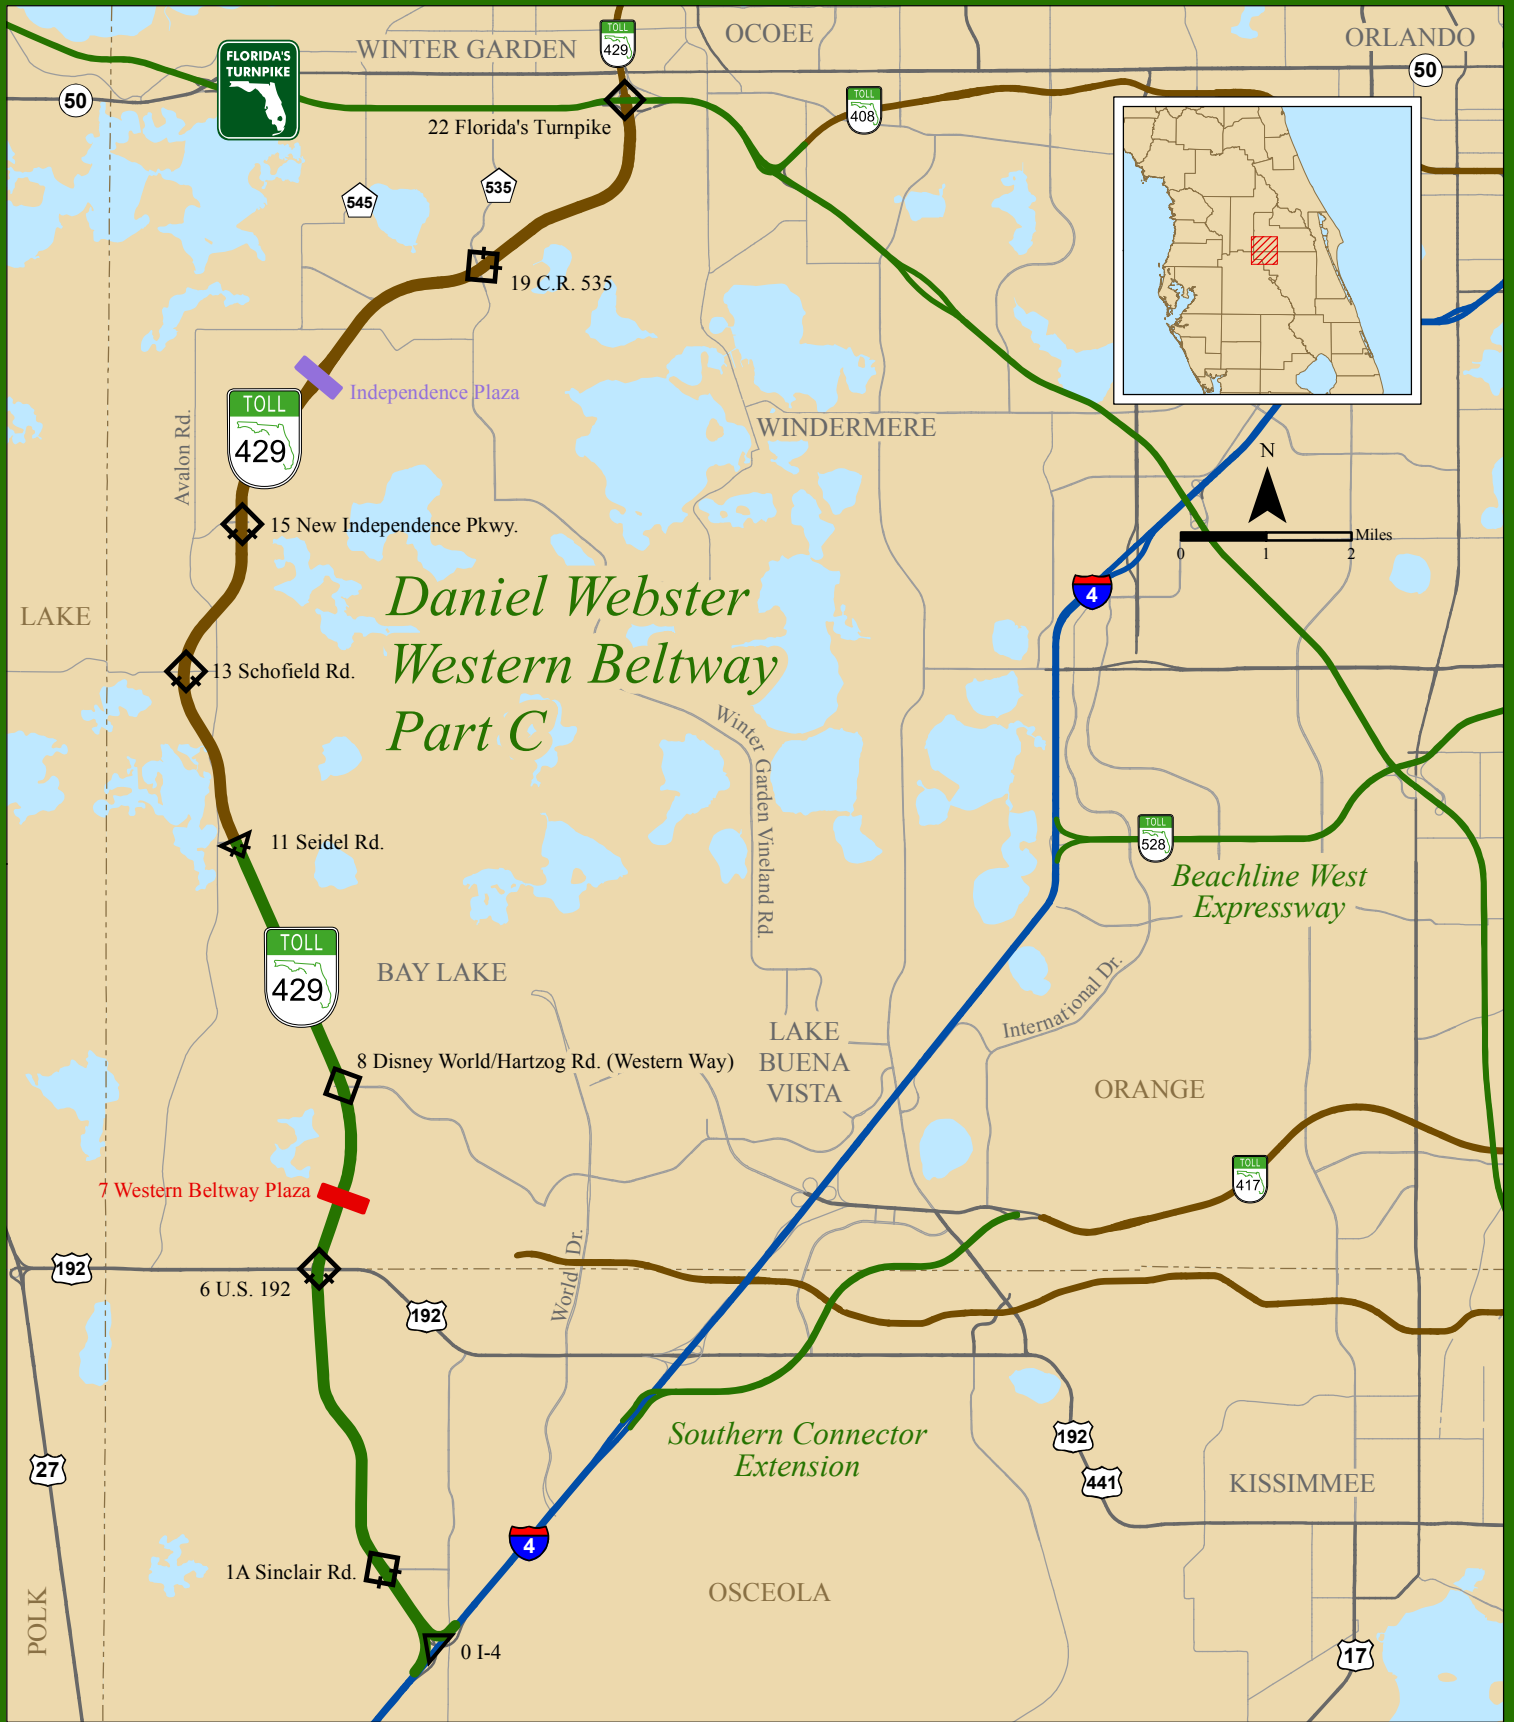 TOLL
429
OCOEE
WINTER GARDEN
ORLANDO
FLORIDA'S
TURNPIKE
50
50
TOLL
408
22 Florida's Turnpike
535
545
19 C.R. 535
Independence Plaza
TOLL
429
Avalon Rd.
WINDERMERE
N
15 New Independence Pkwy.
Miles
0
1
2
Daniel Webster
Western Beltway
Part C
4
LAKE
13 Schofield Rd.
Winter Garden Vineland Rd.
11 Seidel Rd.
TOLL
528
Beachline West
Expressway
TOLL
429
BAY LAKE
International Dr.
LAKE
BUENA
VISTA
8 Disney World/Hartzog Rd. (Western Way)
ORANGE
TOLL
417
7 Western Beltway Plaza
World Dr.
192
6 U.S. 192
192
Southern Connector
Extension
192
27
441
KISSIMMEE
4
1A Sinclair Rd.
OSCEOLA
POLK
0 I-4
17